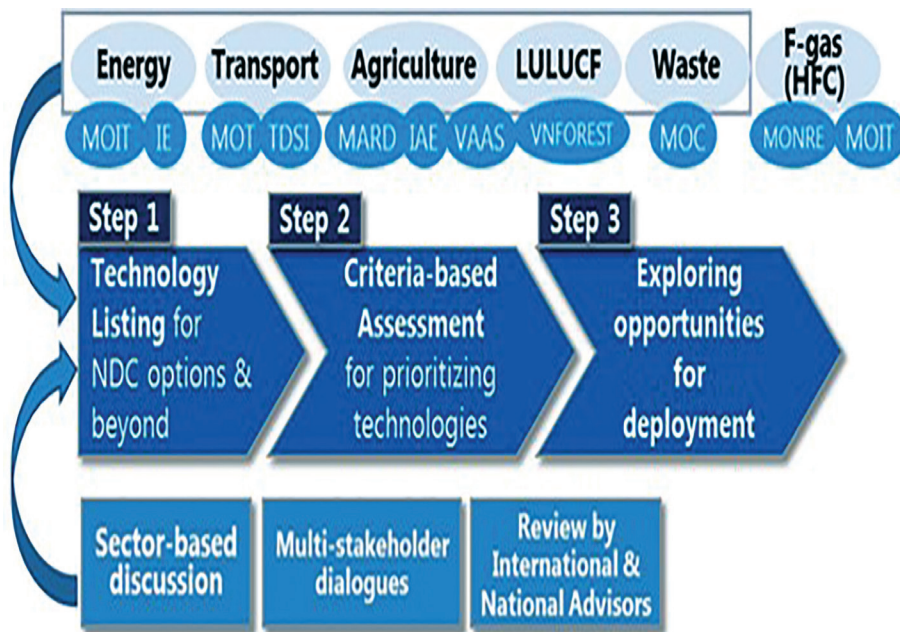 Energy
Transport
Agriculture
LULUCF
Waste
F-gas
(HFC)
MOIT IE
MOT TDSI
MARD IAE VAAS
VNFOREST
MOC
MONRE MOIT
Step 1
Technology
Listing for
NDC options &
beyond
Step 2
Criteria-based
Assessment
for prioritizing
technologies
Step 3
Exploring
opportunities
for
deployment
Sector-based
discussion
Multi-stakeholder
dialogues
Review by
International &
National Advisors